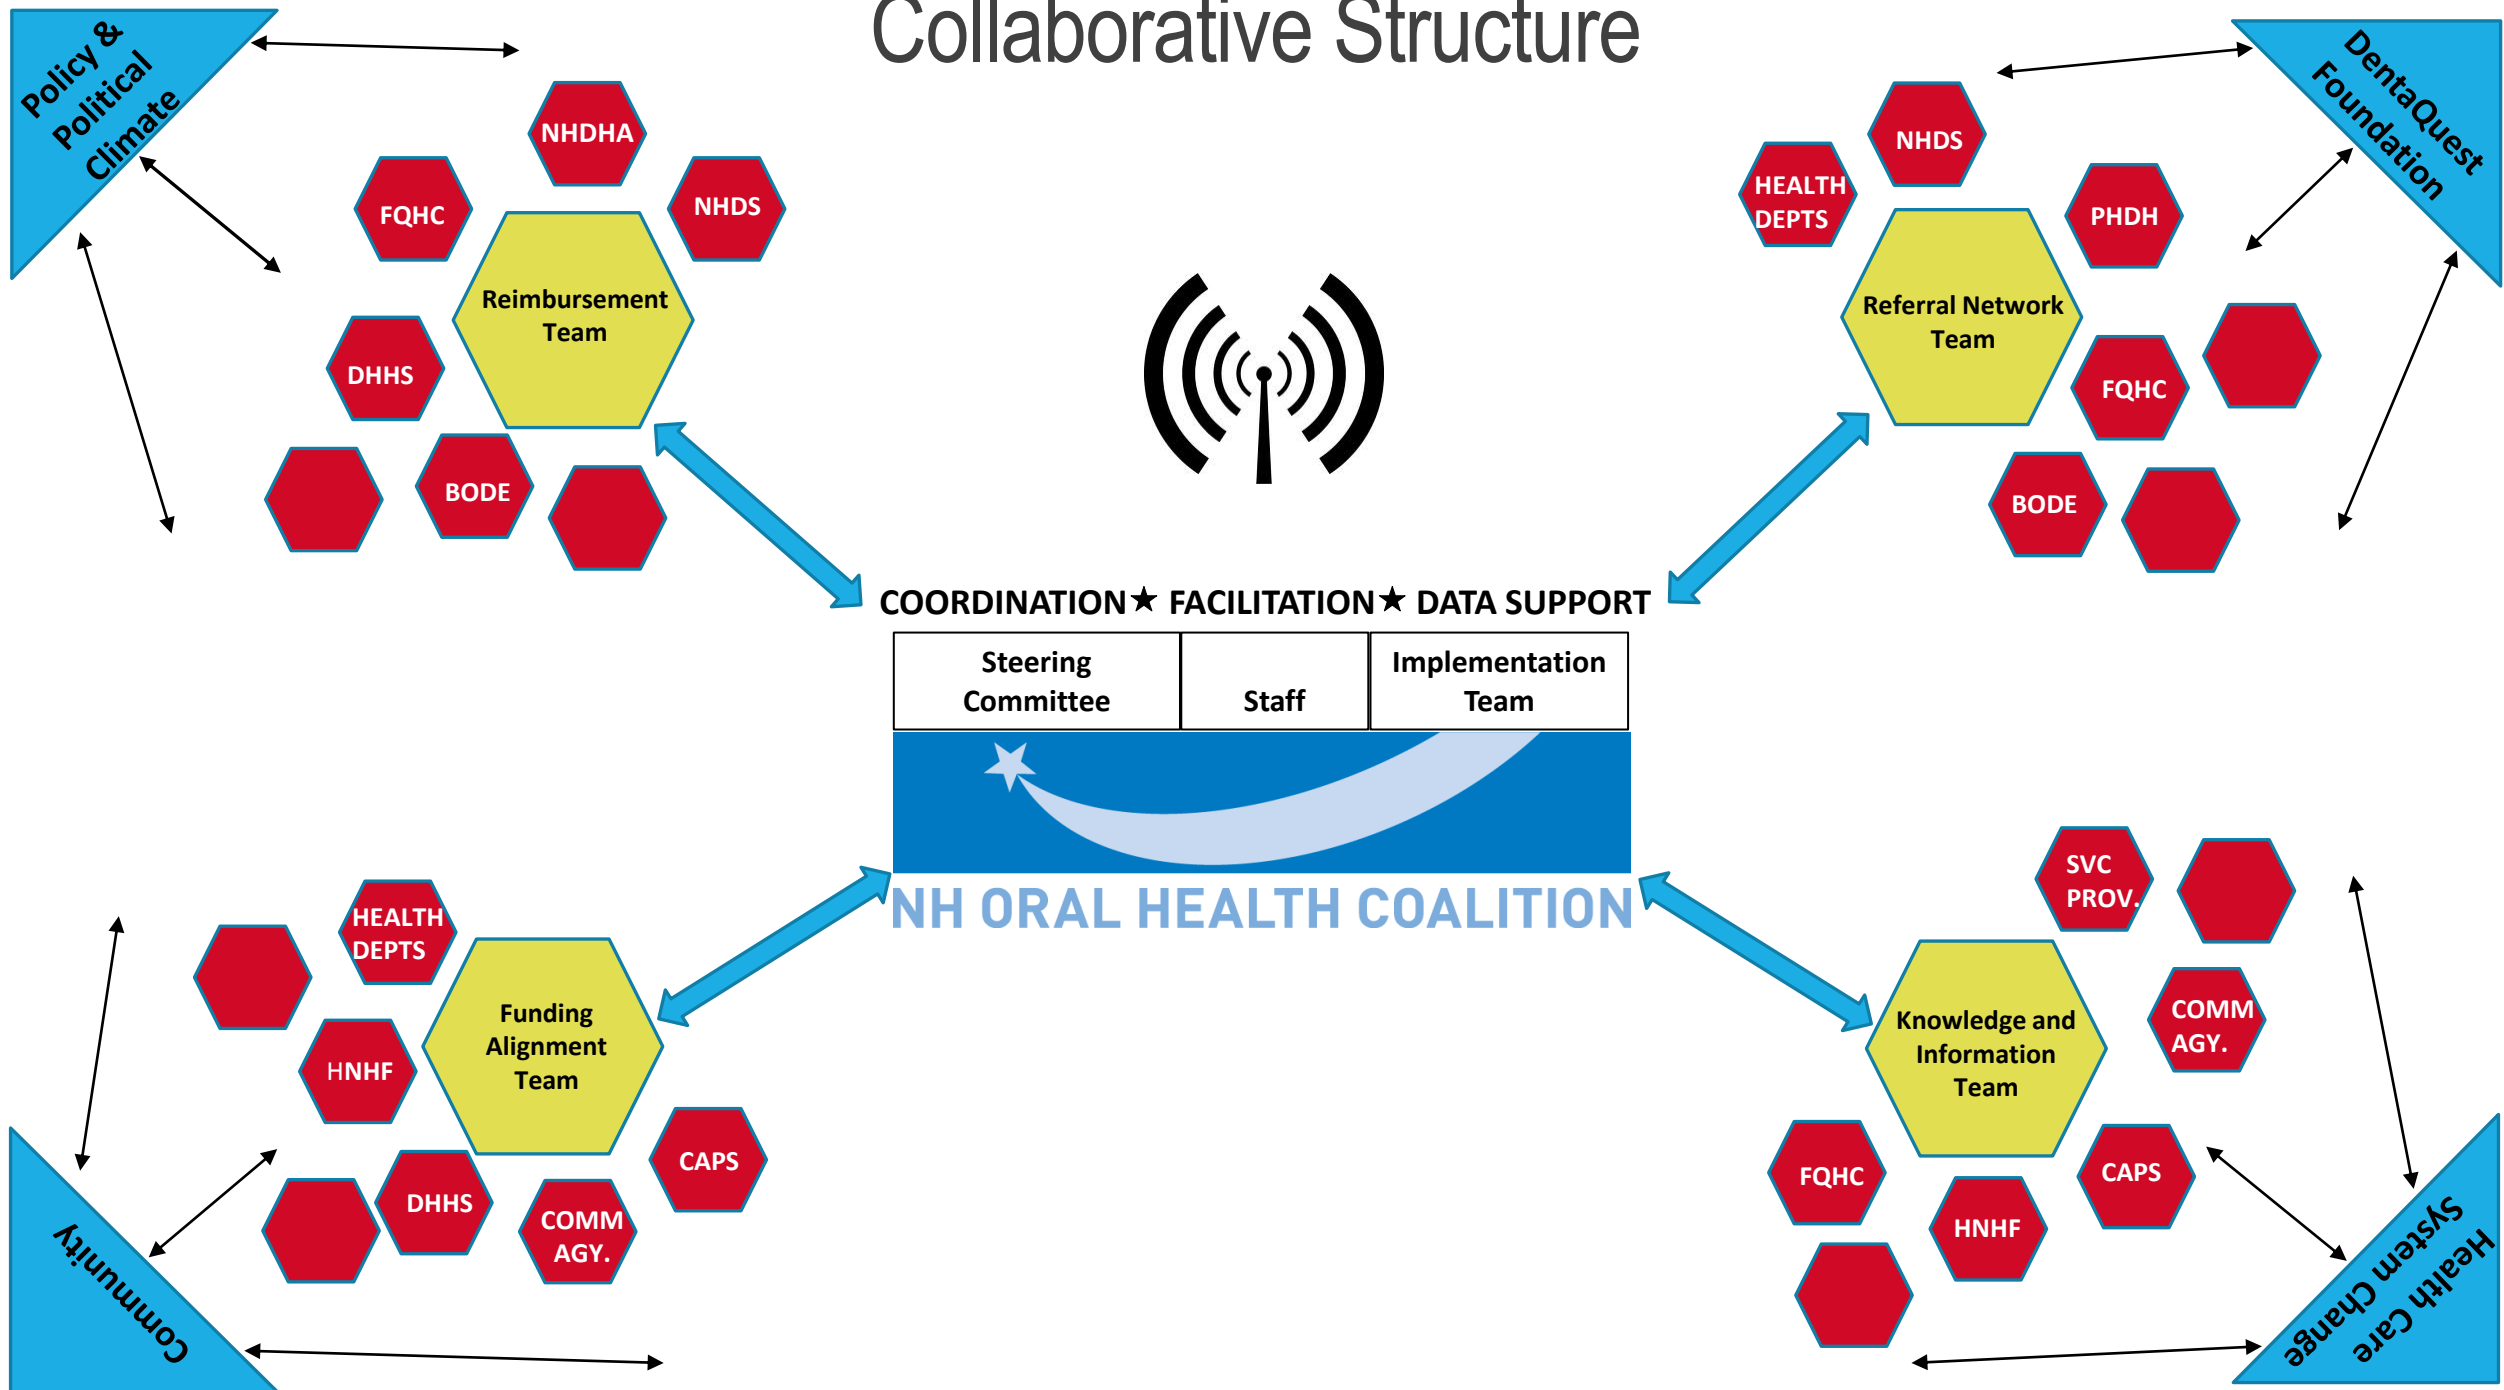 Collaborative Structure
Policy &
Political
Climate
NHDHA
FQHC
NHDS
Reimbursement
Team
DHHS
BODE
DentaQuest
Foundation
NHDS
HEALTH
DEPTS
PHDH
Referral Network
Team
FQHC
BODE
COORDINATION★ FACILITATION★ DATA SUPPORT
Steering
Committee
Staff
Implementation
Team
NH ORAL HEALTH COALITION
HEALTH
DEPTS
Funding
Alignment
Team
HNHF
CAPS
DHHS
COMM
AGY.
Community
SVC
PROV.
COMM
AGY.
Knowledge and
Information
Team
FQHC
CAPS
HNHF
Health Care
System Change